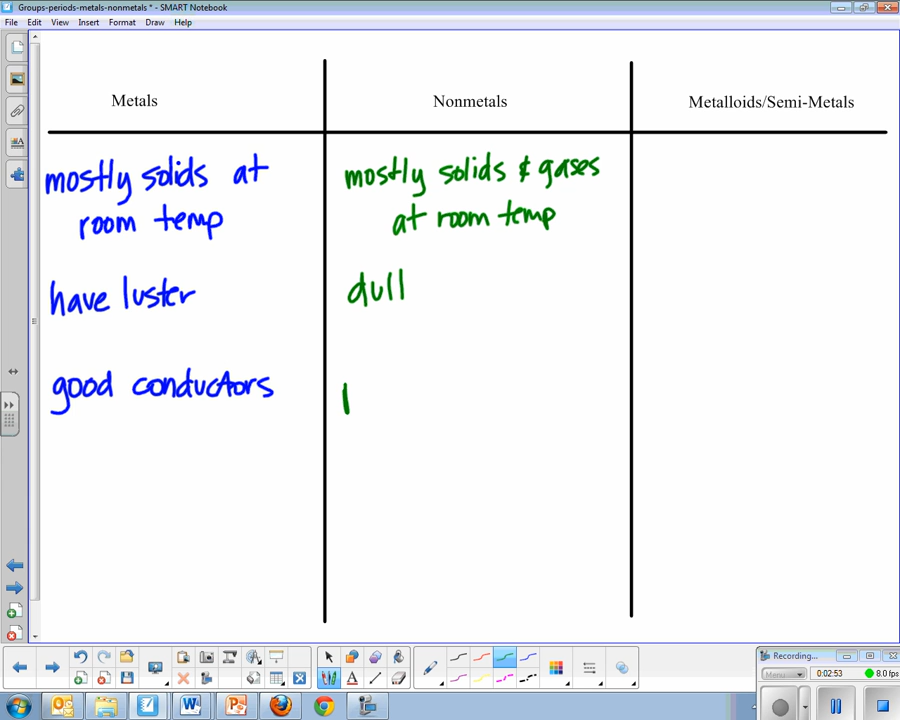 Groups-periods-metals-nonmetals * - SMART Notebook
File Edit View Insert Format Draw Help
Metals
Nonmetals
Metalloids/Semi-Metals
mostly solids at
room temp
mostly solids & gases
at room temp
have luster
dull
good conductors
Recording...
Menu
0:02:53
8.0 fps